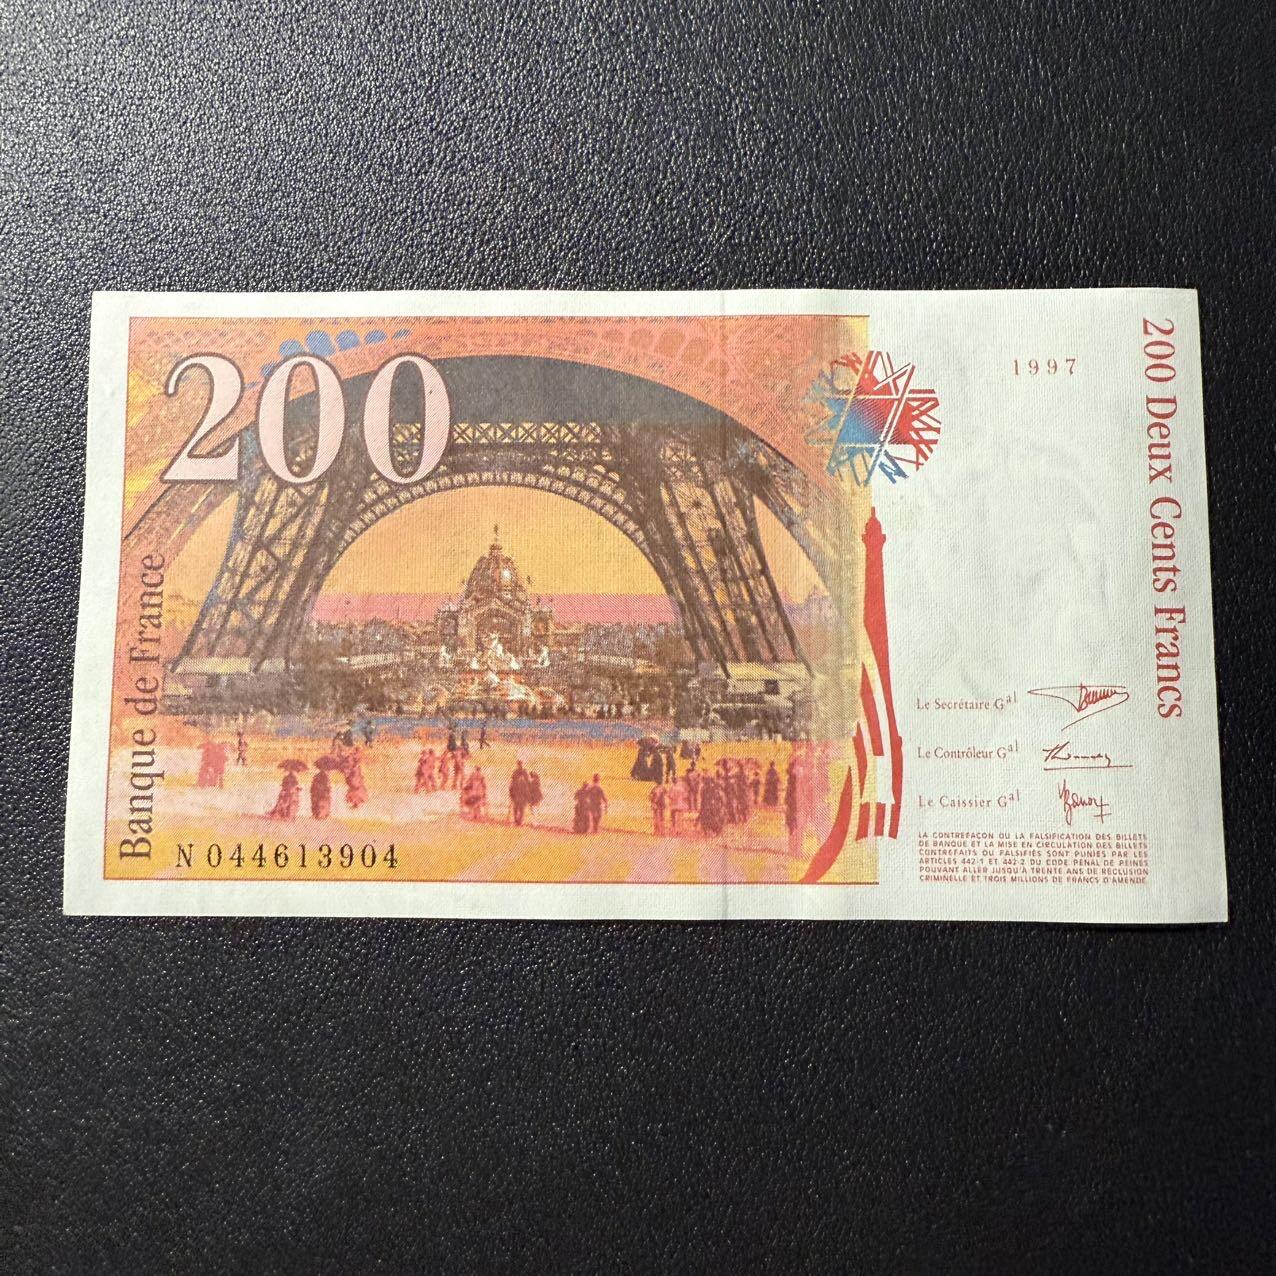 200
Banque de France
N 044613904
1997
200 Deux Cents Francs
Le Secrétaire Gal
Le Contrôleur Gal
Le Caissier Gal
LA CONTREFAÇON OU LA FALSIFICATION DES BILLETS
DE BANQUE ET LA MISE EN CIRCULATION DES BILLETS
CONTREFAITS OU FALSIFIÉS SONT PUNIES PAR LES
ARTICLES 442-1 ET 442-2 DU CODE PÉNAL DE PEINES
POUVANT ALLER JUSQU'À TRENTE ANS DE RÉCLUSION
CRIMINELLE ET TROIS MILLIONS DE FRANCS D'AMENDE.